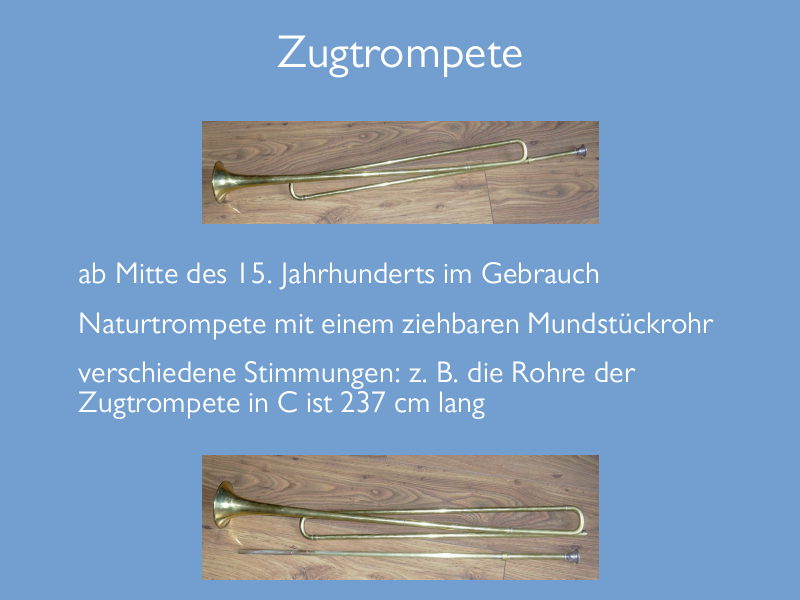 Zugtrompete
ab Mitte des 15. Jahrhunderts im Gebrauch
Naturtrompete mit einem ziehbaren Mundstückrohr
verschiedene Stimmungen: z. B. die Rohre der
Zugtrompete in C ist 237 cm lang